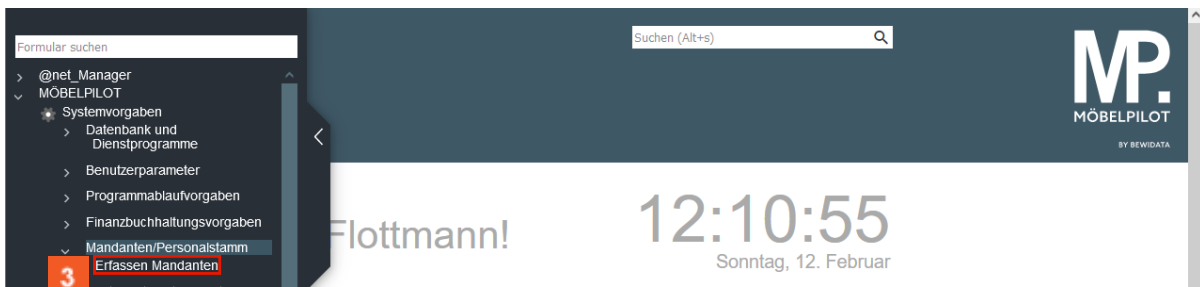 Formular suchen
@net_Manager
MÖBELPILOT
Systemvorgaben
Datenbank und
Dienstprogramme
Benutzerparameter
Programmablaufvorgaben
Finanzbuchhaltungsvorgaben
Mandanten/Personalstamm
Erfassen Mandanten
3
Suchen (Alt+s)
MP.
MÖBELPILOT
BY BEWIDATA
Flottmann!
12:10:55
Sonntag, 12. Februar